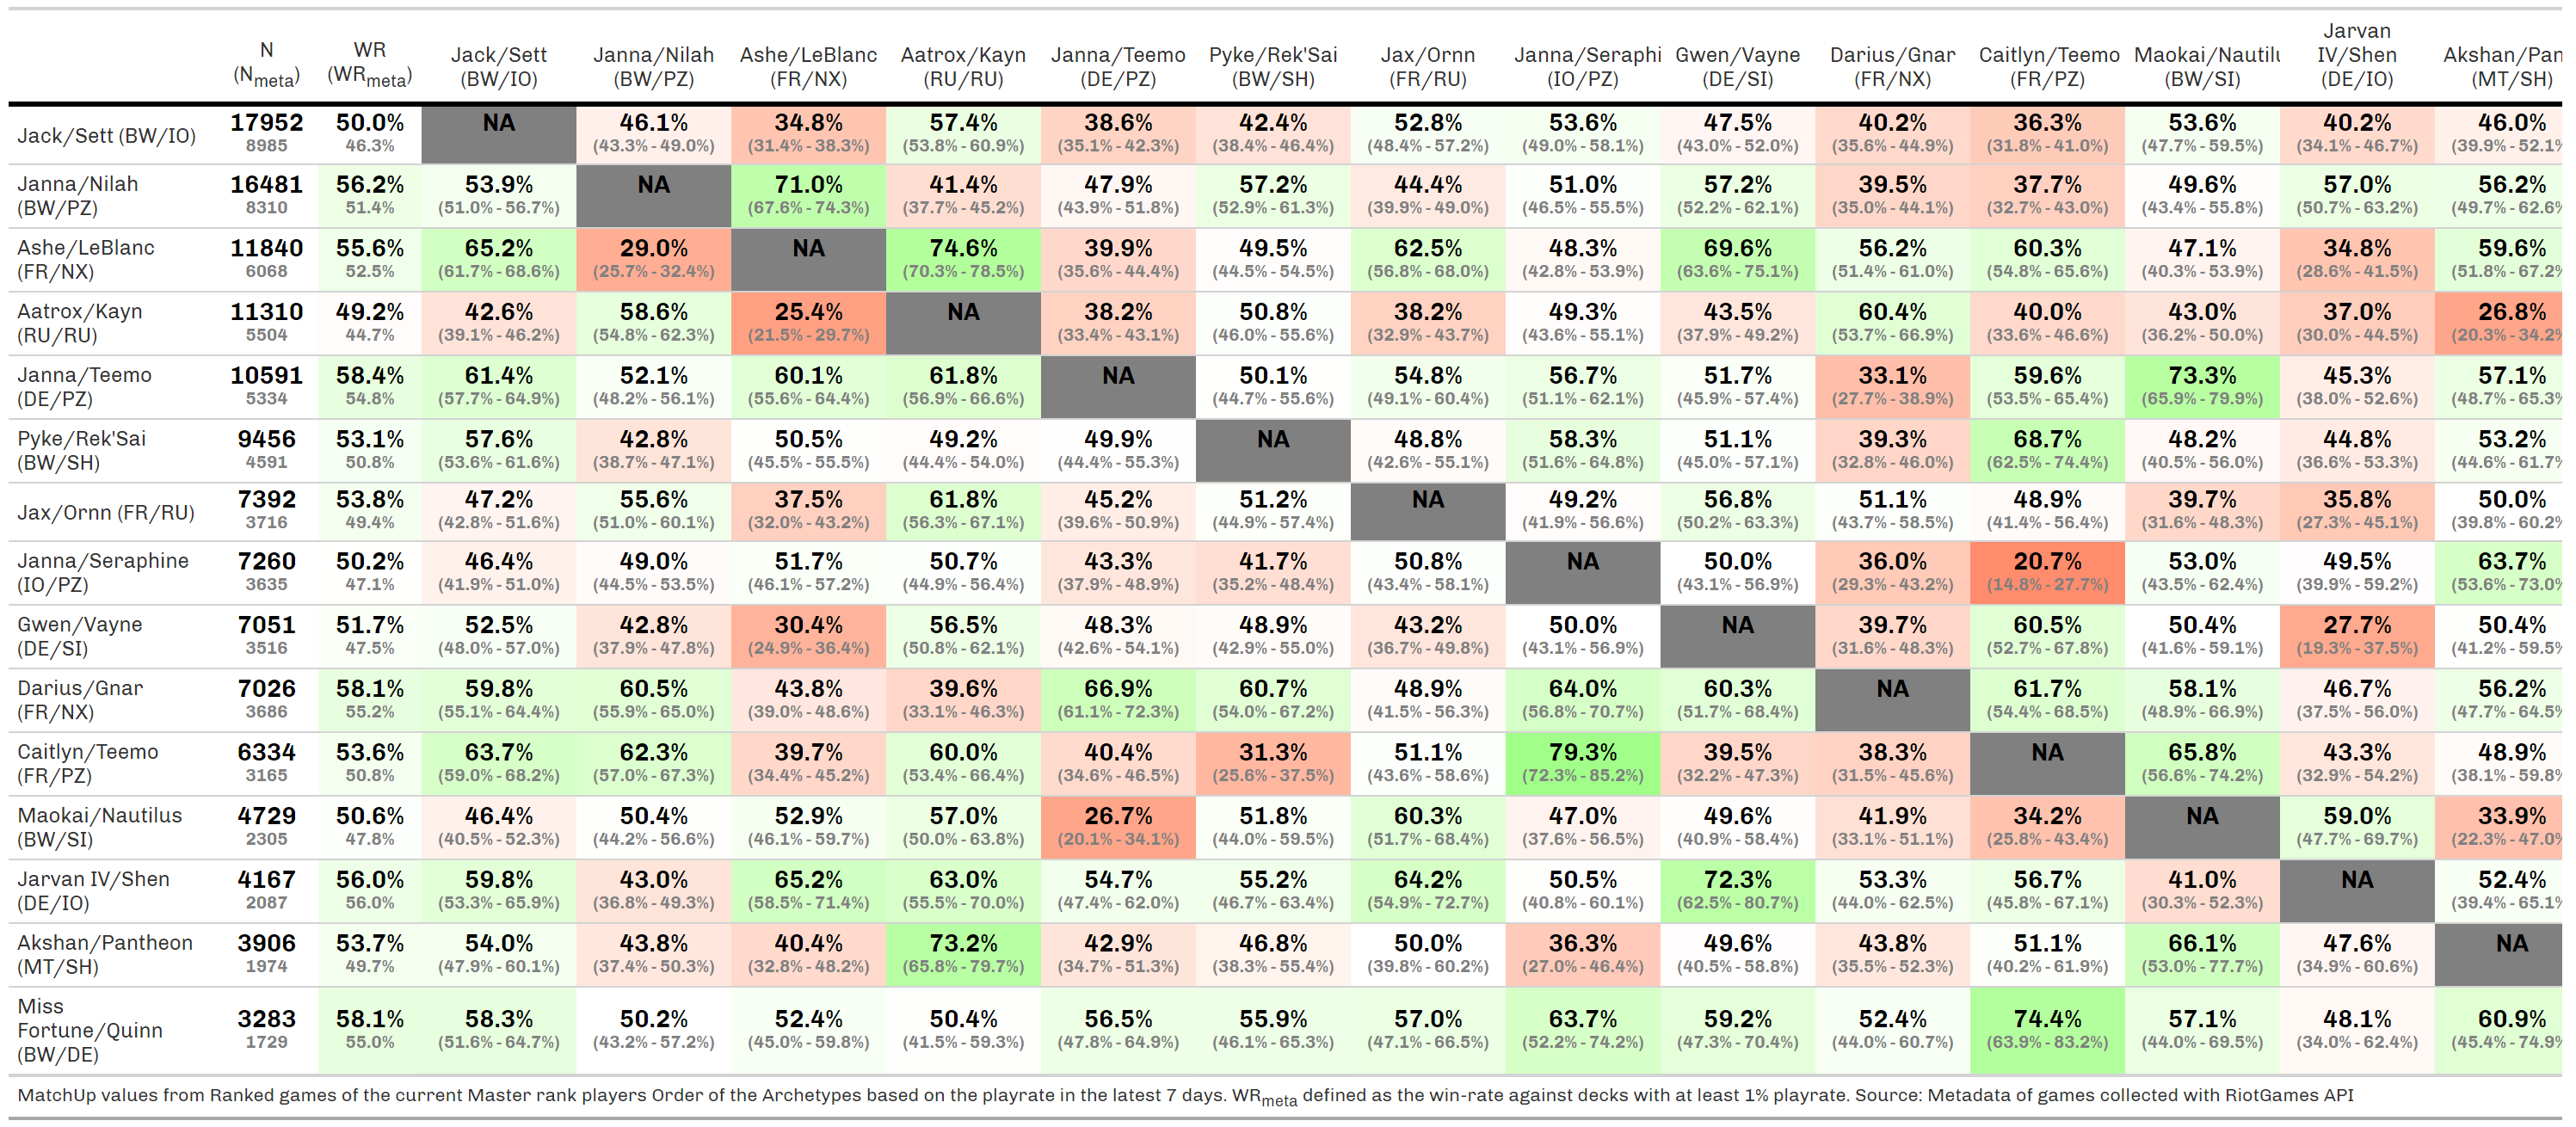 N WR Jack/Sett Janna/Nilah Ashe/LeBlanc Aatrox/Kayn Janna/Teemo Pyke/Rek'Sai Jax/Ornn Janna/Seraphi Gwen/Vayne Darius/Gnar Caitlyn/Teemo Maokai/Nautilu Jarvan IV/Shen Akshan/Pan
(Nmeta) (WRmeta) (BW/IO) (BW/PZ) (FR/NX) (RU/RU) (DE/PZ) (BW/SH) (FR/RU) (IO/PZ) (DE/SI) (FR/NX) (FR/PZ) (BW/SI) (DE/IO) (MT/SH)
Jack/Sett (BW/IO) 17952 50.0% NA 46.1% 34.8% 57.4% 38.6% 42.4% 52.8% 53.6% 47.5% 40.2% 36.3% 53.6% 40.2% 46.0%
8985 46.3% (43.3% - 49.0%) (31.4% - 38.3%) (53.8% - 60.9%) (35.1% - 42.3%) (38.4% - 46.4%) (48.4% - 57.2%) (49.0% - 58.1%) (43.0% - 52.0%) (35.6% - 44.9%) (31.8% - 41.0%) (47.7% - 59.5%) (34.1% - 46.7%) (39.9% - 52.1%
Janna/Nilah 16481 56.2% 53.9% NA 71.0% 41.4% 47.9% 57.2% 44.4% 51.0% 57.2% 39.5% 37.7% 49.6% 57.0% 56.2%
(BW/PZ) 8310 51.4% (51.0% - 56.7%) (67.6% - 74.3%) (37.7% - 45.2%) (43.9% - 51.8%) (52.9% - 61.3%) (39.9% - 49.0%) (46.5% - 55.5%) (52.2% - 62.1%) (35.0% - 44.1%) (32.7% - 43.0%) (43.4% - 55.8%) (50.7% - 63.2%) (49.7% - 62.6%
Ashe/LeBlanc 11840 55.6% 65.2% 29.0% NA 74.6% 39.9% 49.5% 62.5% 48.3% 69.6% 56.2% 60.3% 47.1% 34.8% 59.6%
(FR/NX) 6068 52.5% (61.7% - 68.6%) (25.7% - 32.4%) (70.3% - 78.5%) (35.6% - 44.4%) (44.5% - 54.5%) (56.8% - 68.0%) (42.8% - 53.9%) (63.6% - 75.1%) (51.4% - 61.0%) (54.8% - 65.6%) (40.3% - 53.9%) (28.6% - 41.5%) (51.8% - 67.2%
Aatrox/Kayn 11310 49.2% 42.6% 58.6% 25.4% NA 38.2% 50.8% 38.2% 49.3% 43.5% 60.4% 40.0% 43.0% 37.0% 26.8%
(RU/RU) 5504 44.7% (39.1% - 46.2%) (54.8% - 62.3%) (21.5% - 29.7%) (33.4% - 43.1%) (46.0% - 55.6%) (32.9% - 43.7%) (43.6% - 55.1%) (37.9% - 49.2%) (53.7% - 66.9%) (33.6% - 46.6%) (36.2% - 50.0%) (30.0% - 44.5%) (20.3% - 34.2%
Janna/Teemo 10591 58.4% 61.4% 52.1% 60.1% 61.8% NA 50.1% 54.8% 56.7% 51.7% 33.1% 59.6% 73.3% 45.3% 57.1%
(DE/PZ) 5334 54.8% (57.7% - 64.9%) (48.2% - 56.1%) (55.6% - 64.4%) (56.9% - 66.6%) (44.7% - 55.6%) (49.1% - 60.4%) (51.1% - 62.1%) (45.9% - 57.4%) (27.7% - 38.9%) (53.5% - 65.4%) (65.9% - 79.9%) (38.0% - 52.6%) (48.7% - 65.3%
Pyke/Rek'Sai 9456 53.1% 57.6% 42.8% 50.5% 49.2% 49.9% NA 48.8% 58.3% 51.1% 39.3% 68.7% 48.2% 44.8% 53.2%
(BW/SH) 4591 50.8% (53.6% - 61.6%) (38.7% - 47.1%) (45.5% - 55.5%) (44.4% - 54.0%) (44.4% - 55.3%) (42.6% - 55.1%) (51.6% - 64.8%) (45.0% - 57.1%) (32.8% - 46.0%) (62.5% - 74.4%) (40.5% - 56.0%) (36.6% - 53.3%) (44.6% - 61.7%
Jax/Ornn (FR/RU) 7392 53.8% 47.2% 55.6% 37.5% 61.8% 45.2% 51.2% NA 49.2% 56.8% 51.1% 48.9% 39.7% 35.8% 50.0%
3716 49.4% (42.8% - 51.6%) (51.0% - 60.1%) (32.0% - 43.2%) (56.3% - 67.1%) (39.6% - 50.9%) (44.9% - 57.4%) (41.9% - 56.6%) (50.2% - 63.3%) (43.7% - 58.5%) (41.4% - 56.4%) (31.6% - 48.3%) (27.3% - 45.1%) (39.8% - 60.2%
Janna/Seraphine 7260 50.2% 46.4% 49.0% 51.7% 50.7% 43.3% 41.7% 50.8% NA 50.0% 36.0% 20.7% 53.0% 49.5% 63.7%
(IO/PZ) 3635 47.1% (41.9% - 51.0%) (44.5% - 53.5%) (46.1% - 57.2%) (44.9% - 56.4%) (37.9% - 48.9%) (35.2% - 48.4%) (43.4% - 58.1%) (43.1% - 56.9%) (29.3% - 43.2%) (14.8% - 27.7%) (43.5% - 62.4%) (39.9% - 59.2%) (53.6% - 73.0%
Gwen/Vayne 7051 51.7% 52.5% 42.8% 30.4% 56.5% 48.3% 48.9% 43.2% 50.0% NA 39.7% 60.5% 50.4% 27.7% 50.4%
(DE/SI) 3516 47.5% (48.0% - 57.0%) (37.9% - 47.8%) (24.9% - 36.4%) (50.8% - 62.1%) (42.6% - 54.1%) (42.9% - 55.0%) (36.7% - 49.8%) (43.1% - 56.9%) (31.6% - 48.3%) (52.7% - 67.8%) (41.6% - 59.1%) (19.3% - 37.5%) (41.2% - 59.5%
Darius/Gnar 7026 58.1% 59.8% 60.5% 43.8% 39.6% 66.9% 60.7% 48.9% 64.0% 60.3% NA 61.7% 58.1% 46.7% 56.2%
(FR/NX) 3686 55.2% (55.1% - 64.4%) (55.9% - 65.0%) (39.0% - 48.6%) (33.1% - 46.3%) (61.1% - 72.3%) (54.0% - 67.2%) (41.5% - 56.3%) (56.8% - 70.7%) (51.7% - 68.4%) (54.4% - 68.5%) (48.9% - 66.9%) (37.5% - 56.0%) (47.7% - 64.5%
Caitlyn/Teemo 6334 53.6% 63.7% 62.3% 39.7% 60.0% 40.4% 31.3% 51.1% 79.3% 39.5% 38.3% NA 65.8% 43.3% 48.9%
(FR/PZ) 3165 50.8% (59.0% - 68.2%) (57.0% - 67.3%) (34.4% - 45.2%) (53.4% - 66.4%) (34.6% - 46.5%) (25.6% - 37.5%) (43.6% - 58.6%) (72.3% - 85.2%) (32.2% - 47.3%) (31.5% - 45.6%) (56.6% - 74.2%) (32.9% - 54.2%) (38.1% - 59.8%
Maokai/Nautilus 4729 50.6% 46.4% 50.4% 52.9% 57.0% 26.7% 51.8% 60.3% 47.0% 49.6% 41.9% 34.2% NA 59.0% 33.9%
(BW/SI) 2305 47.8% (40.5% - 52.3%) (44.2% - 56.6%) (46.1% - 59.7%) (50.0% - 63.8%) (20.1% - 34.1%) (44.0% - 59.5%) (51.7% - 68.4%) (37.6% - 56.5%) (40.9% - 58.4%) (33.1% - 51.1%) (25.8% - 43.4%) (47.7% - 69.7%) (22.3% - 47.0%
Jarvan IV/Shen 4167 56.0% 59.8% 43.0% 65.2% 63.0% 54.7% 55.2% 64.2% 50.5% 72.3% 53.3% 56.7% 41.0% NA 52.4%
(DE/IO) 2087 56.0% (53.3% - 65.9%) (36.8% - 49.3%) (58.5% - 71.4%) (55.5% - 70.0%) (47.4% - 62.0%) (46.7% - 63.4%) (54.9% - 72.7%) (40.8% - 60.1%) (62.5% - 80.7%) (44.0% - 62.5%) (45.8% - 67.1%) (30.3% - 52.3%) (39.4% - 65.1%
Akshan/Pantheon 3906 53.7% 54.0% 43.8% 40.4% 73.2% 42.9% 46.8% 50.0% 36.3% 49.6% 43.8% 51.1% 66.1% 47.6% NA
(MT/SH) 1974 49.7% (47.9% - 60.1%) (37.4% - 50.3%) (32.8% - 48.2%) (65.8% - 79.7%) (34.7% - 51.3%) (38.3% - 55.4%) (39.8% - 60.2%) (27.0% - 46.4%) (40.5% - 58.8%) (35.5% - 52.3%) (40.2% - 61.9%) (53.0% - 77.7%) (34.9% - 60.6%)
Miss
Fortune/Quinn 3283 58.1% 58.3% 50.2% 52.4% 50.4% 56.5% 55.9% 57.0% 63.7% 59.2% 52.4% 74.4% 57.1% 48.1% 60.9%
(BW/DE) 1729 55.0% (51.6% - 64.7%) (43.2% - 57.2%) (45.0% - 59.8%) (41.5% - 59.3%) (47.8% - 64.9%) (46.1% - 65.3%) (47.1% - 66.5%) (52.2% - 74.2%) (47.3% - 70.4%) (44.0% - 60.7%) (63.9% - 83.2%) (44.0% - 69.5%) (34.0% - 62.4%) (45.4% - 74.9%
MatchUp values from Ranked games of the current Master rank players Order of the Archetypes based on the playrate in the latest 7 days. WRmeta defined as the win-rate against decks with at least 1% playrate. Source: Metadata of games collected with RiotGames API